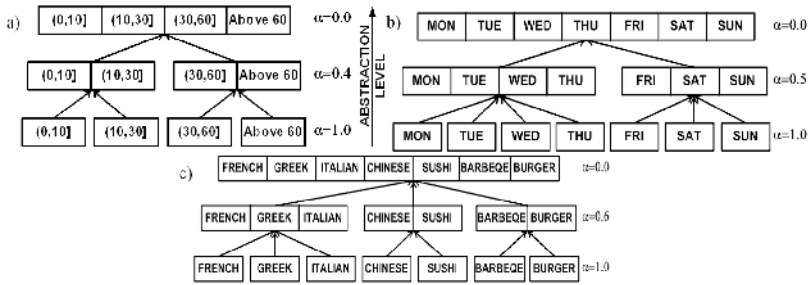 a) (0,10] (10,30] (30,60] Above 60 α=0.0
(0,10] (10,30] (30,60] Above 60 α=0.4
(0,10] (10,30] (30,60] Above 60 α=1.0
ABSTRACTION
LEVEL
b) MON TUE WED THU FRI SAT SUN α=0.0
MON TUE WED THU FRI SAT SUN α=0.5
MON TUE WED THU FRI SAT SUN α=1.0
c) FRENCH GREEK ITALIAN CHINESE SUSHI BARBEQE BURGER α=0.0
FRENCH GREEK ITALIAN CHINESE SUSHI BARBEQE BURGER α=0.6
FRENCH GREEK ITALIAN CHINESE SUSHI BARBEQE BURGER α=1.0